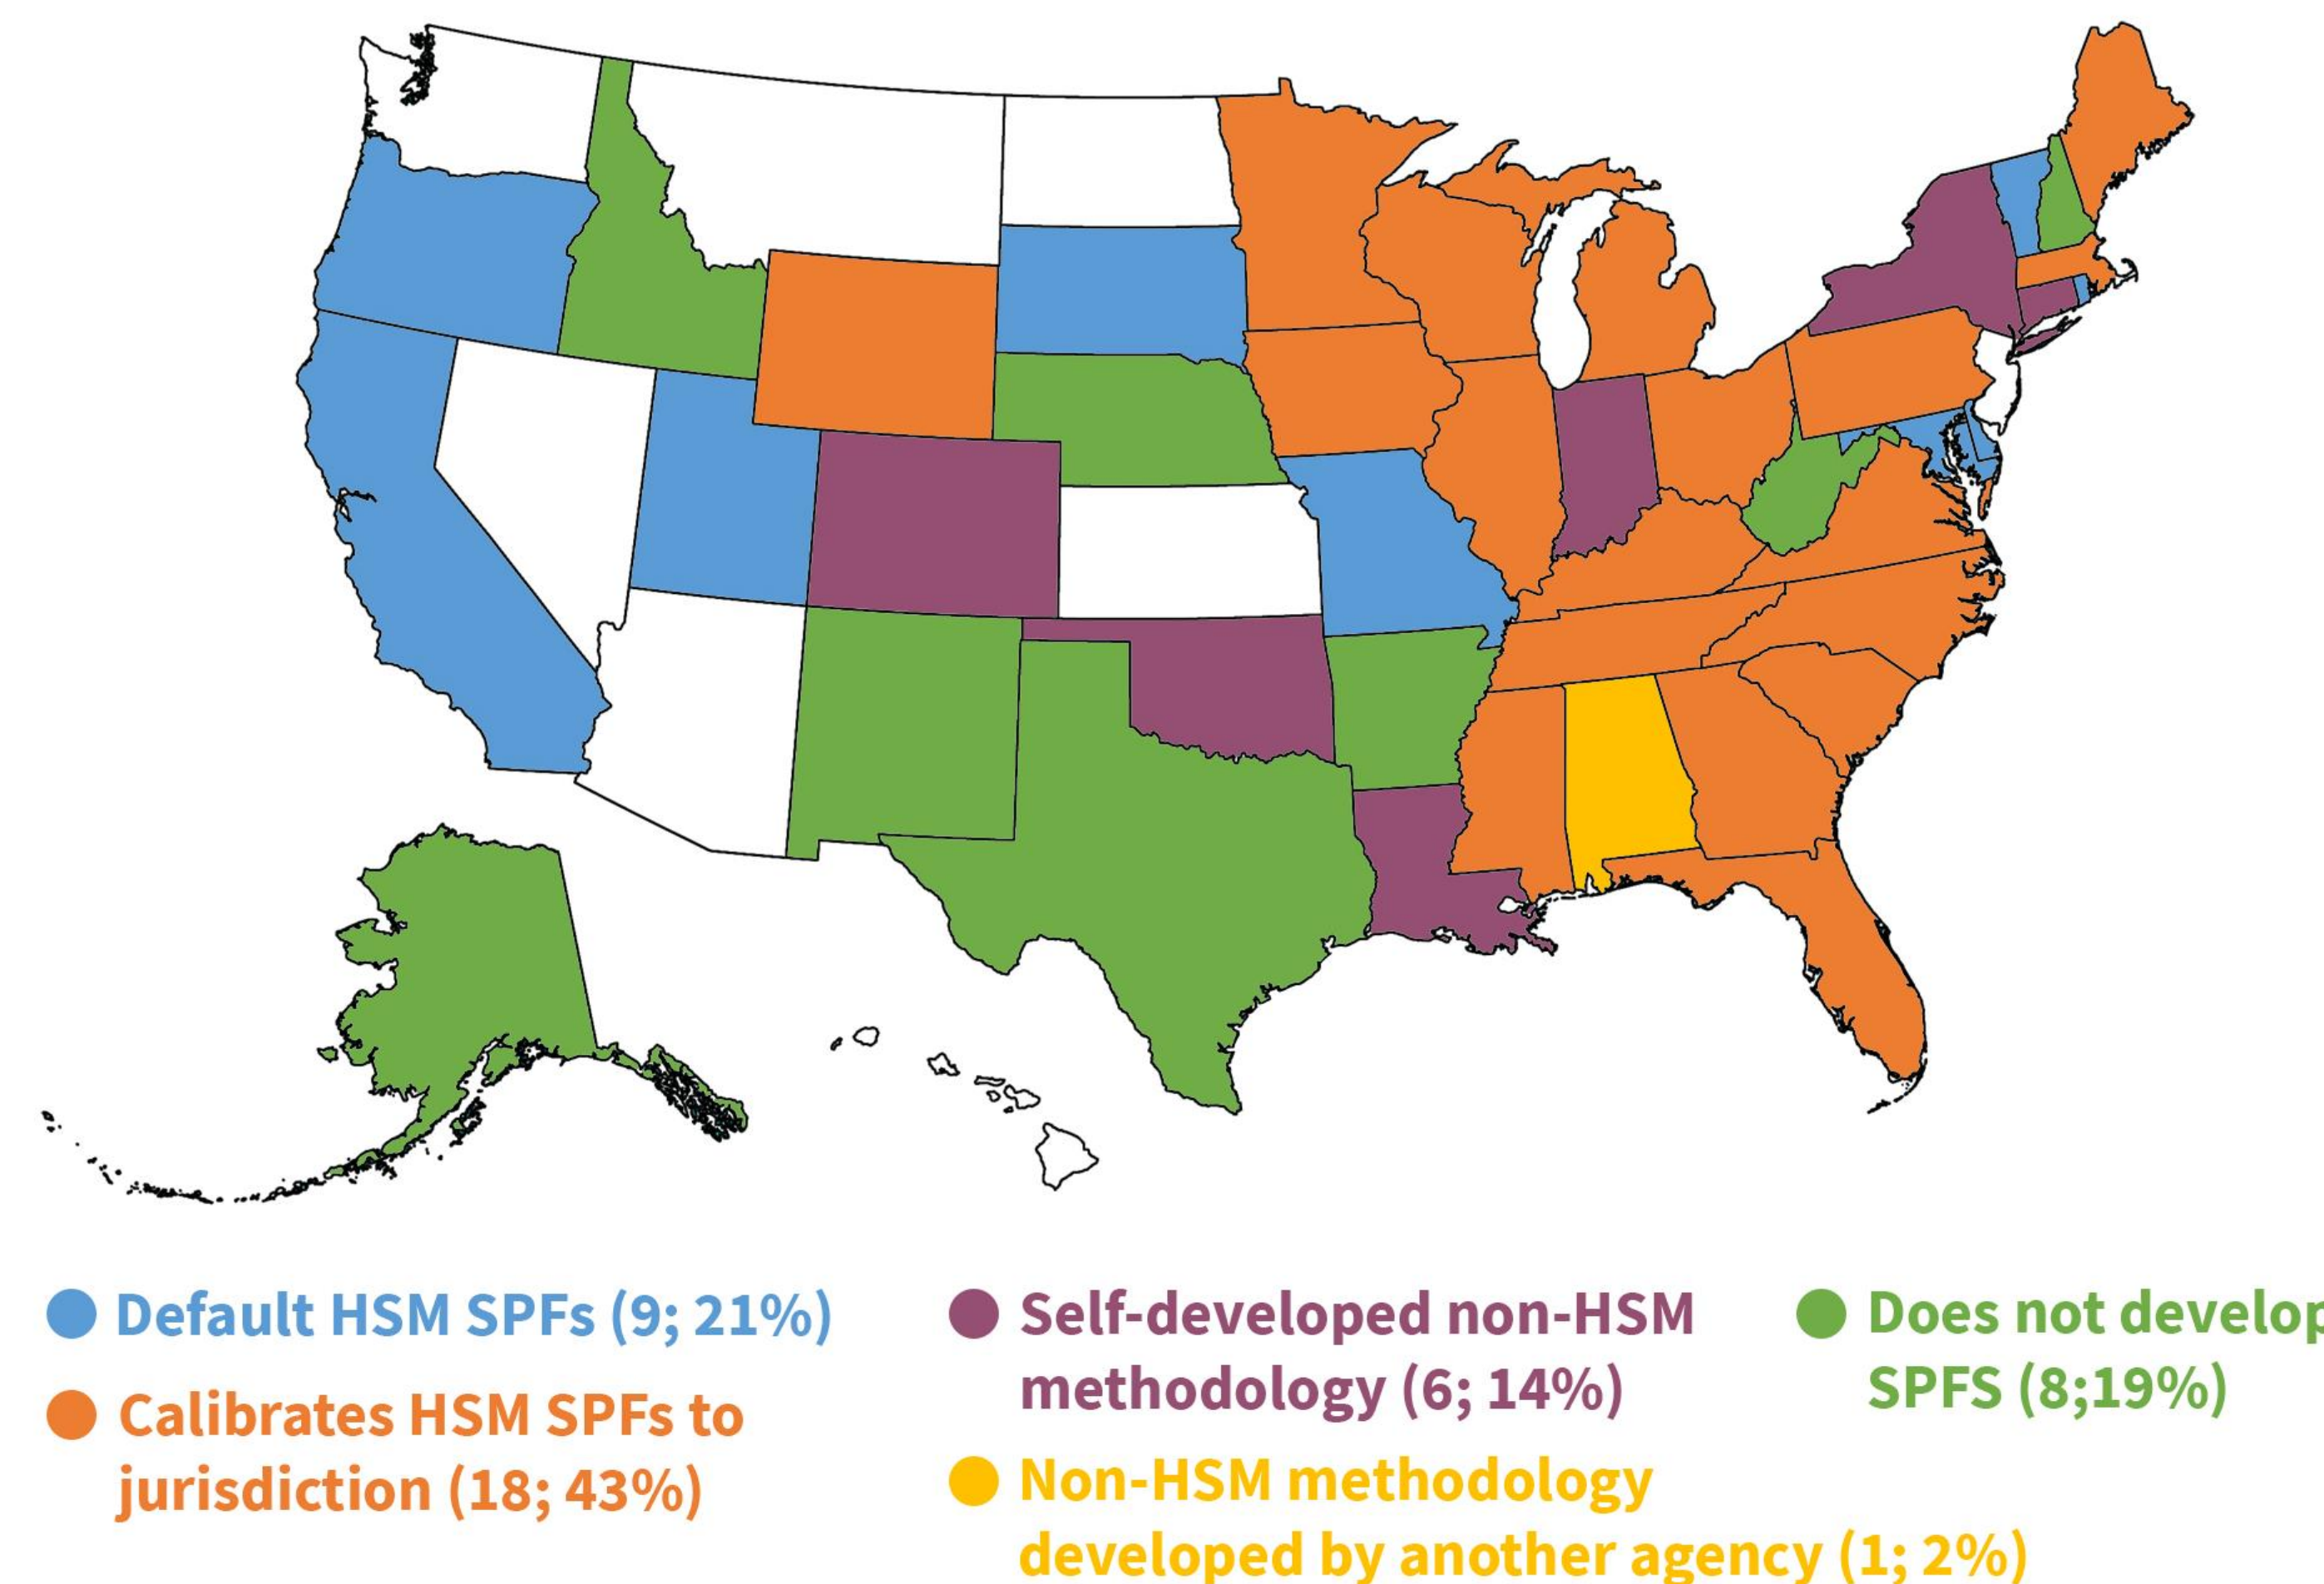 Default HSM SPFs (9; 21%)
Calibrates HSM SPFs to
jurisdiction (18; 43%)
Self-developed non-HSM
methodology (6; 14%)
Non-HSM methodology
developed by another agency (1; 2%)
Does not develop
SPFS (8;19%)